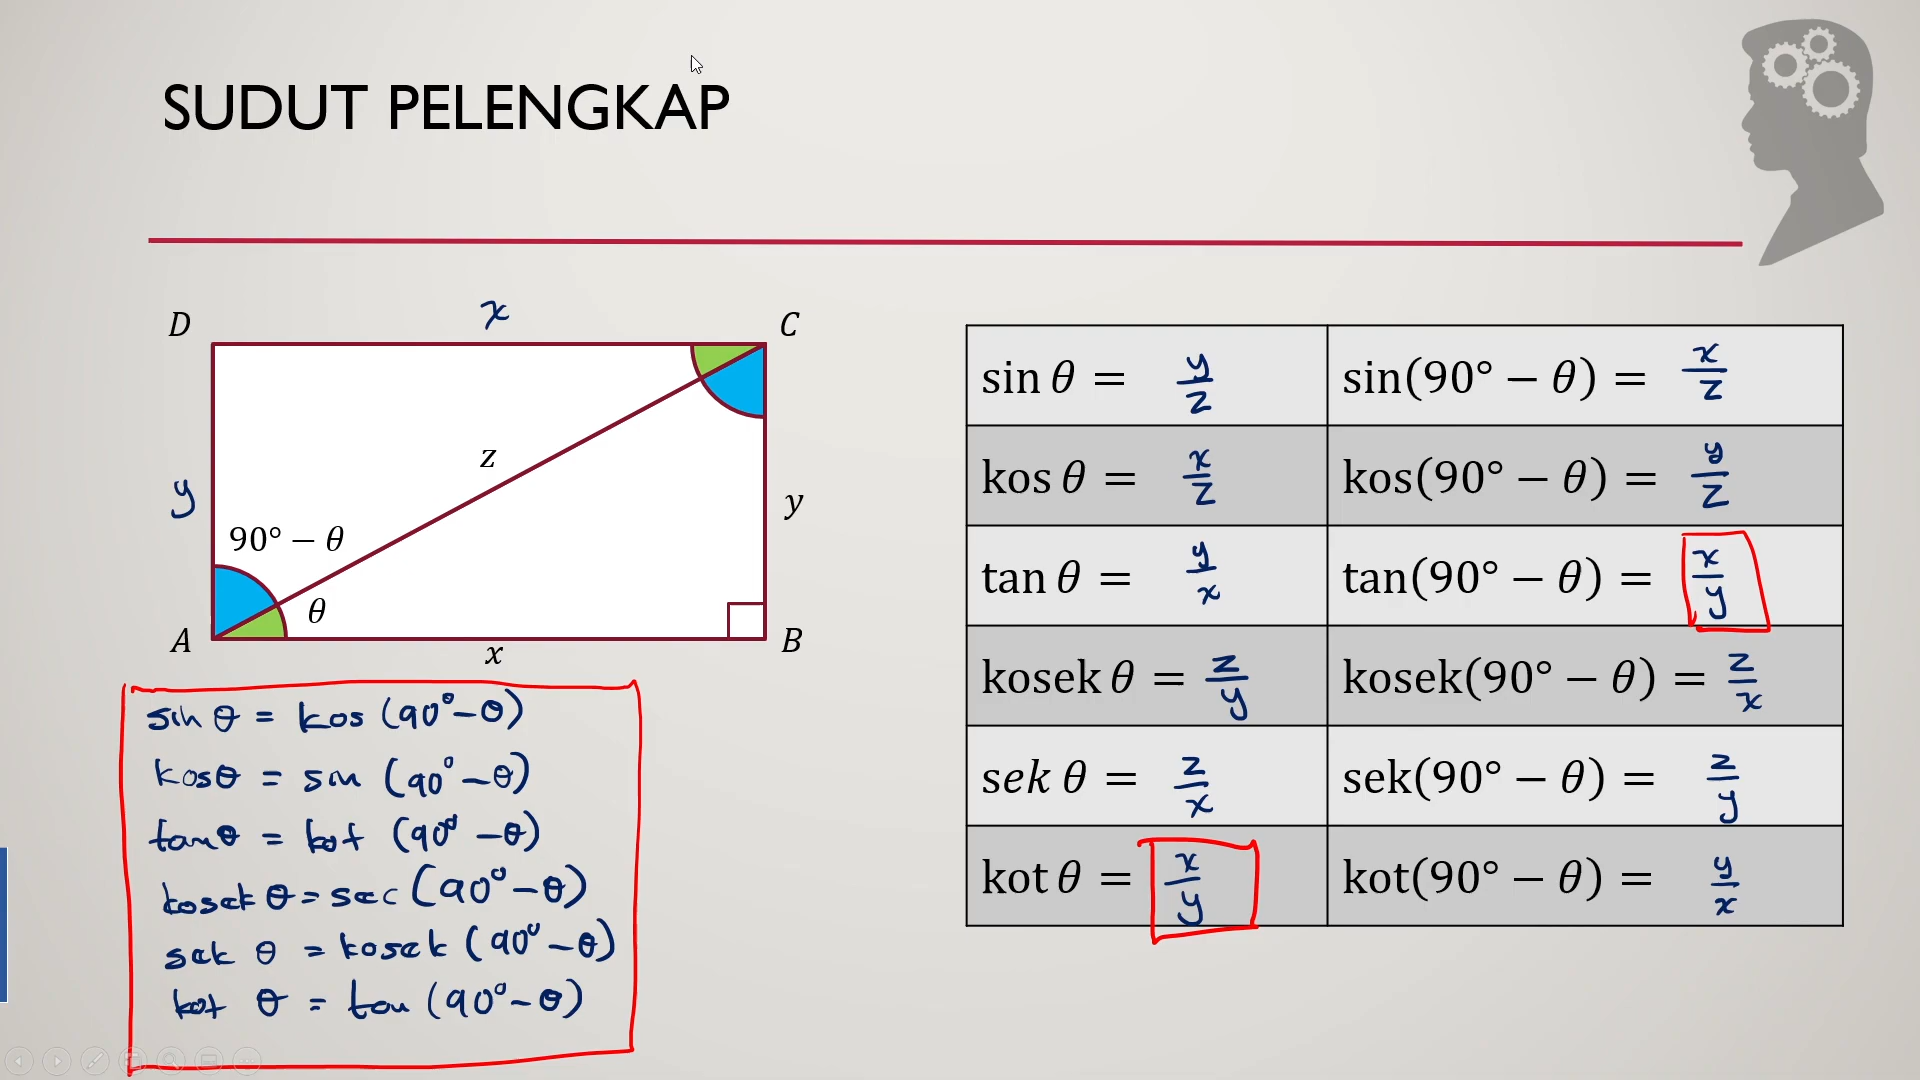 SUDUT PELENGKAP
D
x
C
z
y
y
90° − θ
θ
A
x
B
sin θ = y/z
sin(90° − θ) = x/z
kos θ = x/z
kos(90° − θ) = y/z
tan θ = y/x
tan(90° − θ) = x/y
kosek θ = z/y
kosek(90° − θ) = z/x
sek θ = z/x
sek(90° − θ) = z/y
kot θ = x/y
kot(90° − θ) = y/x
sin θ = kos (90° − θ)
kos θ = sin (90° − θ)
tan θ = kot (90° − θ)
kosek θ = sec (90° − θ)
sek θ = kosek (90° − θ)
kot θ = tan (90° − θ)